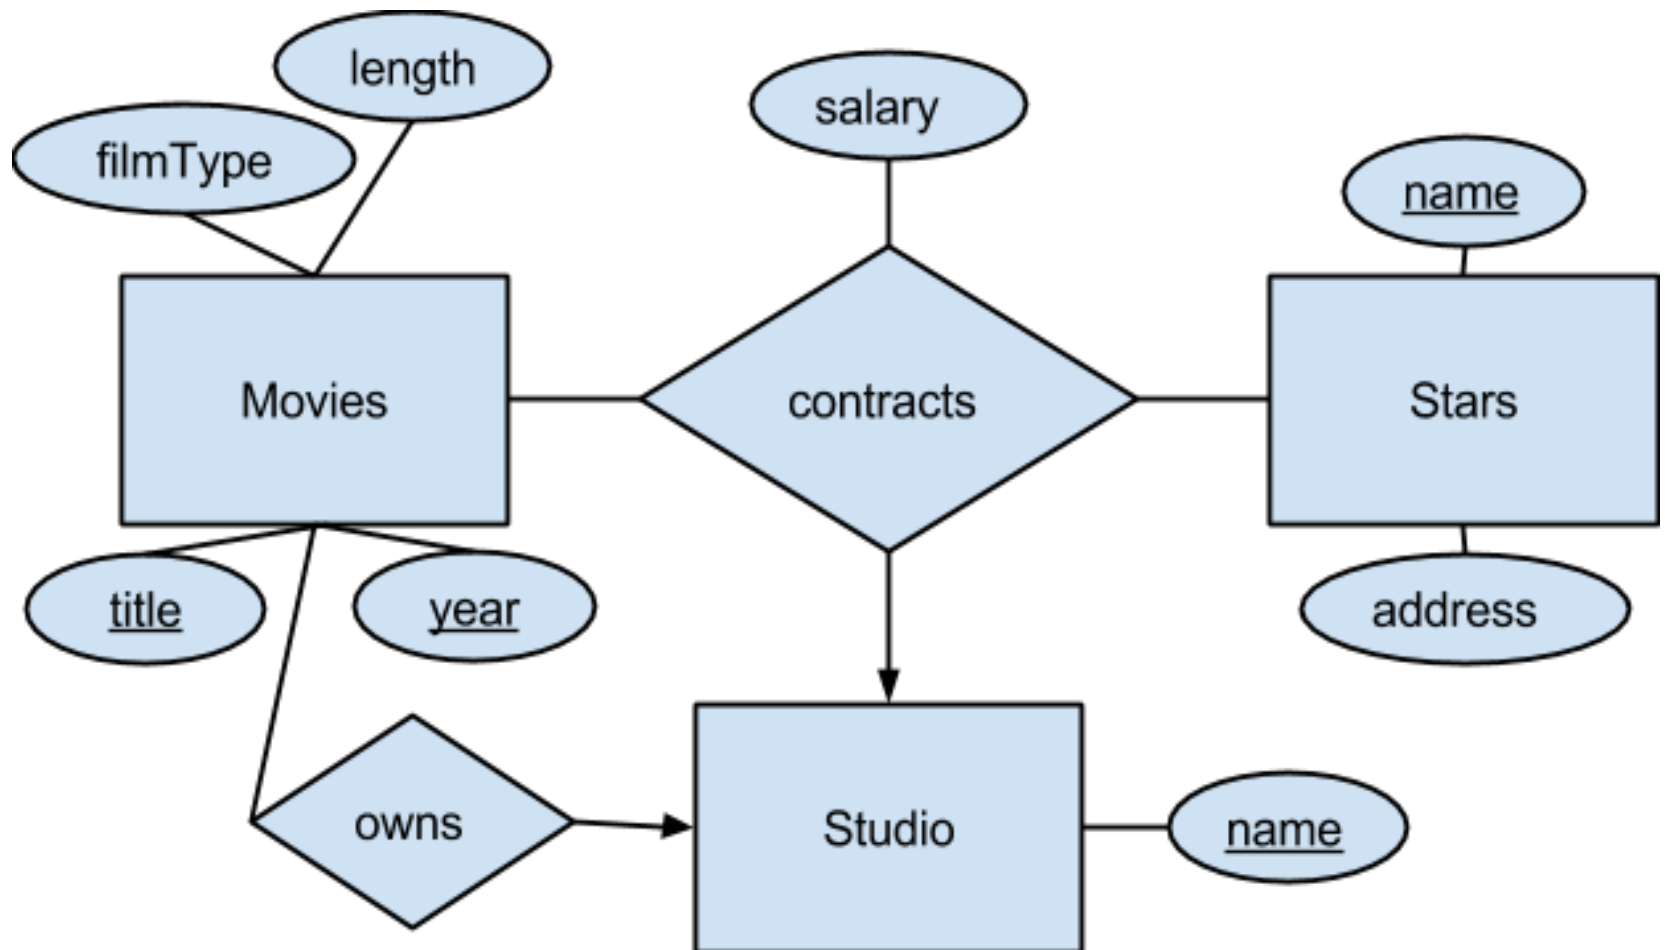 length
filmType
salary
name
Movies
contracts
Stars
title
year
address
owns
Studio
name